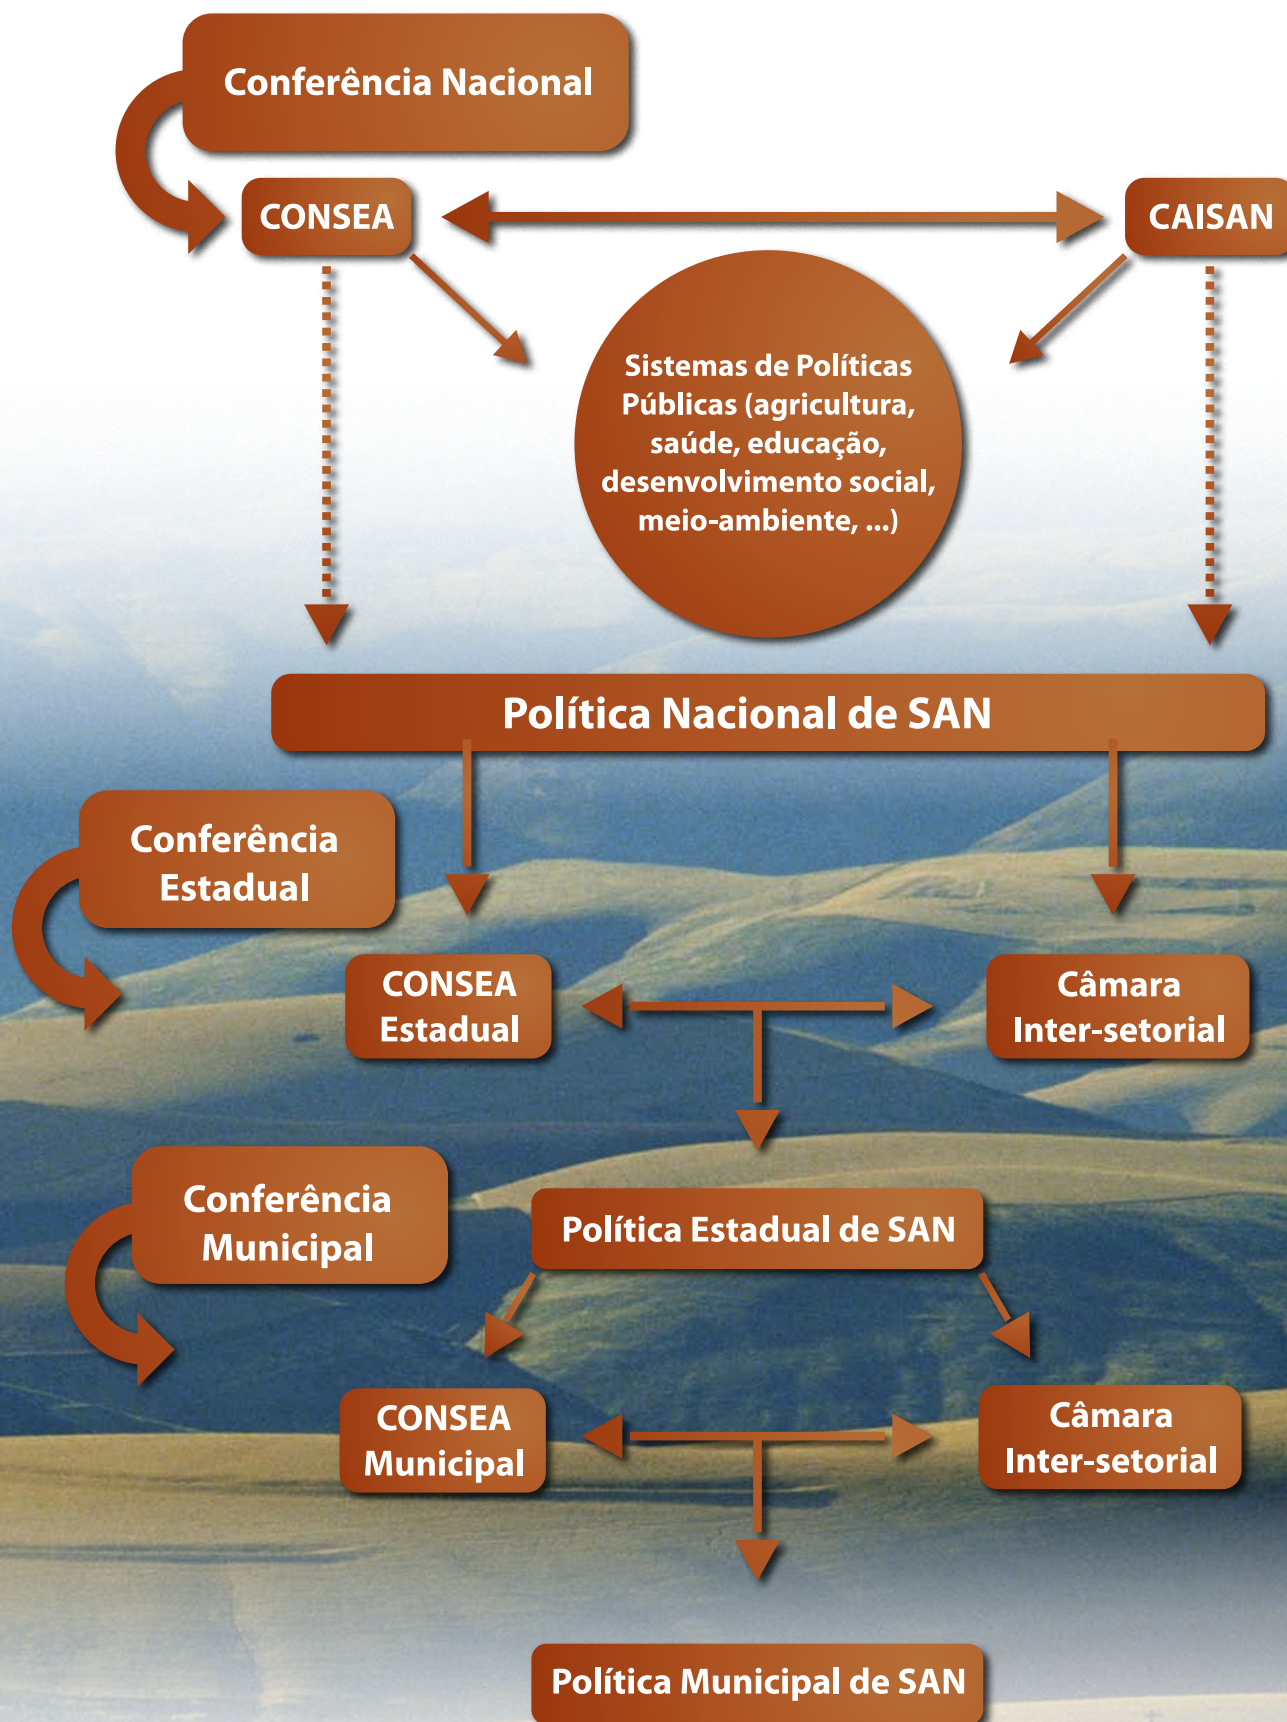 Conferência Nacional
CONSEA
CAISAN
Sistemas de Políticas
Públicas (agricultura,
saúde, educação,
desenvolvimento social,
meio-ambiente, ...)
Política Nacional de SAN
Conferência
Estadual
CONSEA
Estadual
Câmara
Inter-setorial
Conferência
Municipal
Política Estadual de SAN
CONSEA
Municipal
Câmara
Inter-setorial
Política Municipal de SAN